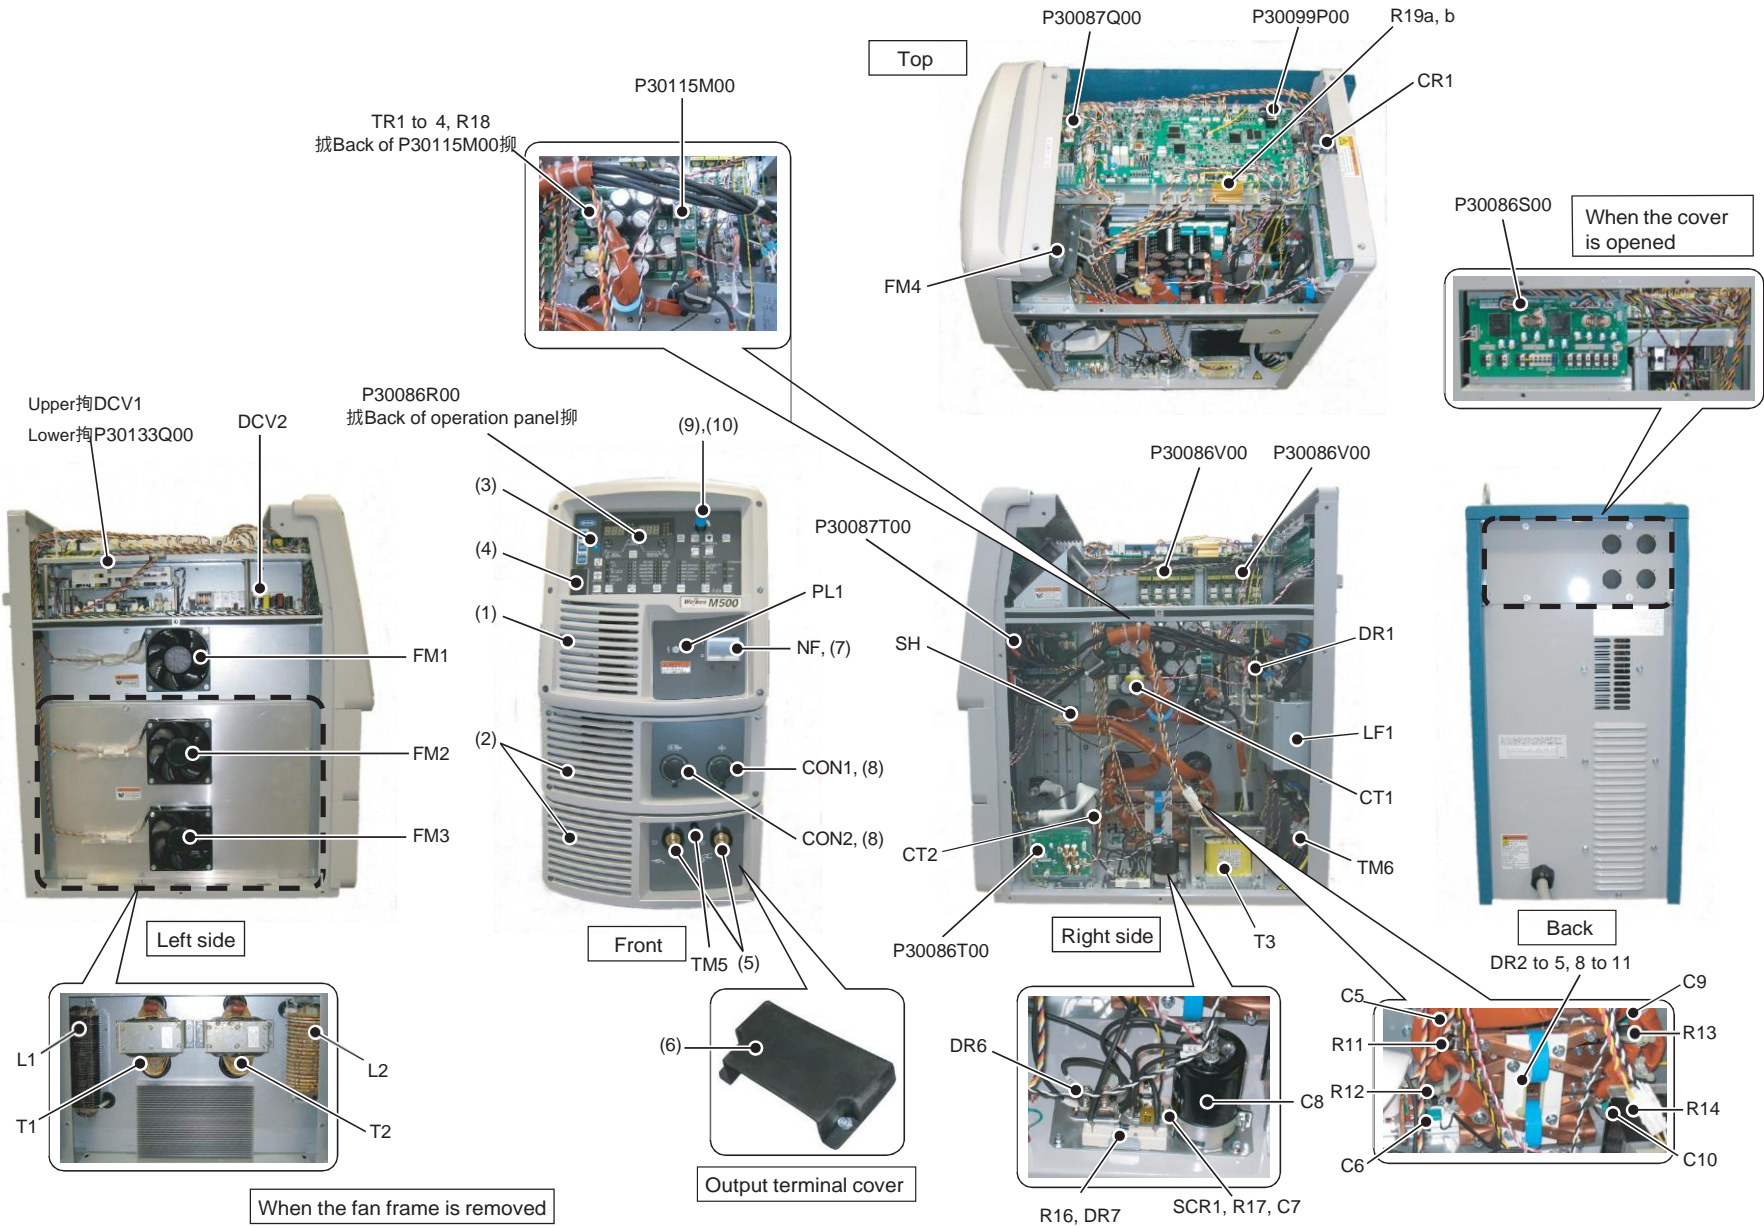 P30087Q00
P30099P00
R19a, b
Top
CR1
P30115M00
TR1 to 4, R18
拭Back of P30115M00柳
P30086S00
When the cover
is opened
FM4
Upper拘DCV1
Lower拘P30133Q00
DCV2
P30086R00
拭Back of operation panel柳
(9),(10)
P30086V00
P30086V00
(3)
P30087T00
(4)
PL1
(1)
SH
DR1
NF, (7)
FM1
M500
(2)
LF1
FM2
CON1, (8)
CT1
FM3
CON2, (8)
CT2
TM6
Left side
Front
TM5
(5)
P30086T00
Right side
T3
Back
DR2 to 5, 8 to 11
C5
C9
R11
R13
L1
L2
(6)
DR6
C8
R12
R14
T1
T2
C6
C10
Output terminal cover
When the fan frame is removed
R16, DR7
SCR1, R17, C7